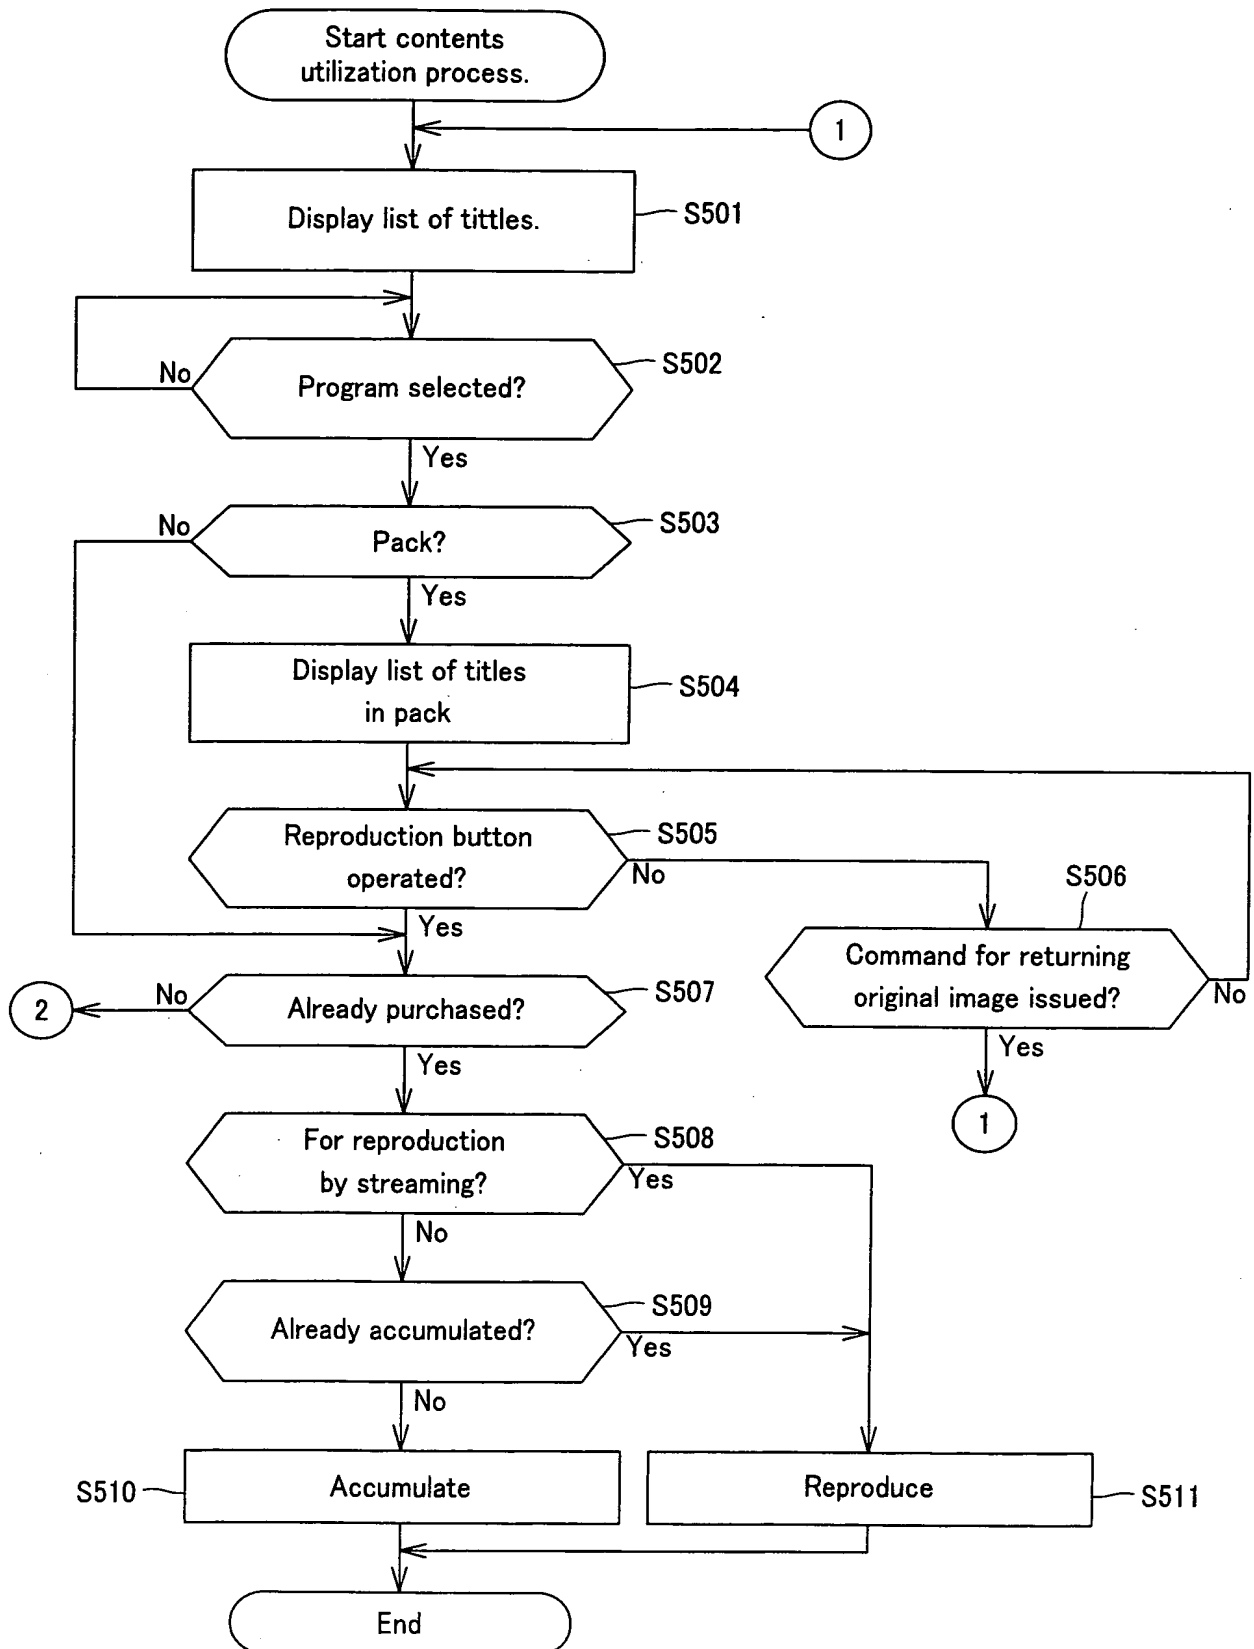 Start contents
utilization process.
1
Display list of tittles.
S501
No
Program selected?
S502
Yes
No
Pack?
S503
Yes
Display list of titles
in pack
S504
Reproduction button
operated?
S505
No
S506
Yes
Command for returning
original image issued?
No
2
No
Already purchased?
S507
Yes
Yes
1
For reproduction
by streaming?
S508
Yes
No
Already accumulated?
S509
Yes
No
S510
Accumulate
Reproduce
S511
End